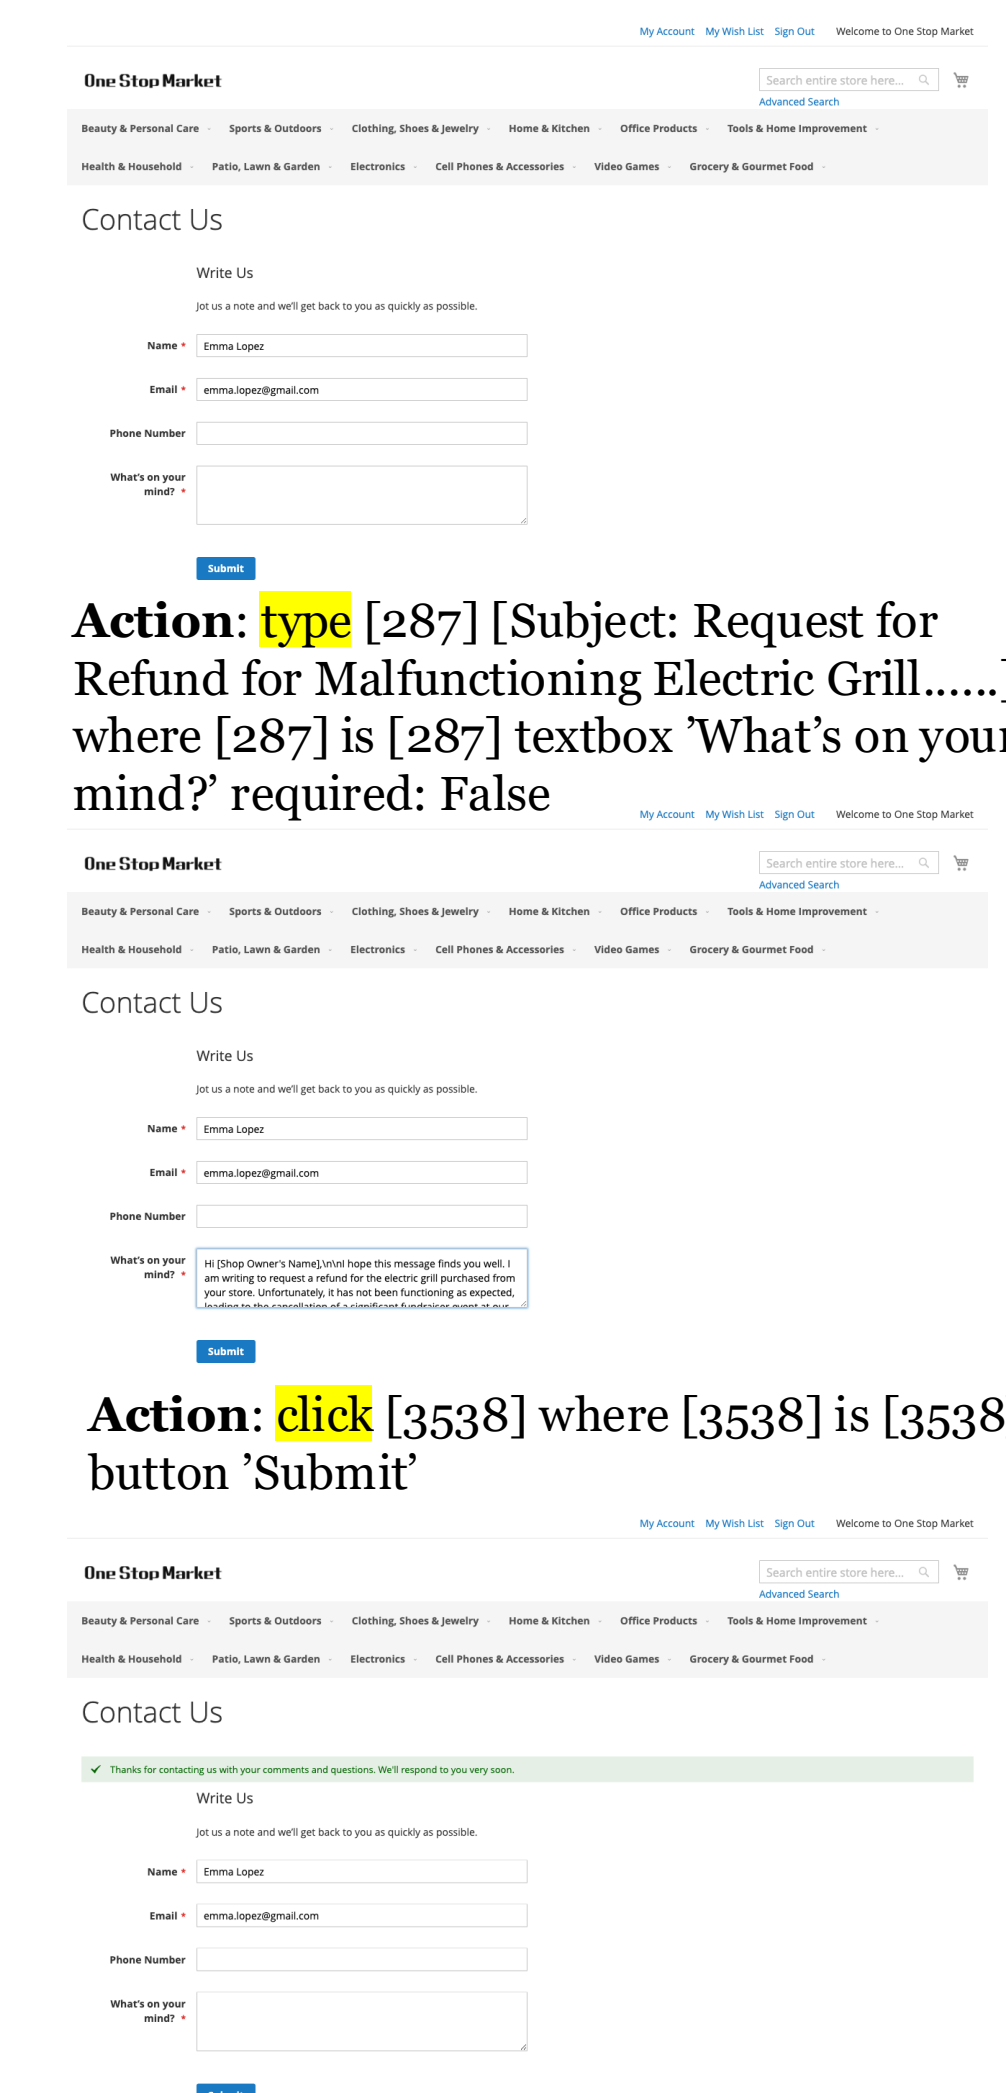 My Account My Wish List Sign Out Welcome to One Stop Market
One Stop Market
Search entire store here...
Advanced Search
Beauty & Personal Care Sports & Outdoors Clothing, Shoes & Jewelry Home & Kitchen Office Products Tools & Home Improvement
Health & Household Patio, Lawn & Garden Electronics Cell Phones & Accessories Video Games Grocery & Gourmet Food
Contact Us
Write Us
Jot us a note and we'll get back to you as quickly as possible.
Name * Emma Lopez
Email * emma.lopez@gmail.com
Phone Number
What's on your
mind? *
Submit
Action: type [287] [Subject: Request for
Refund for Malfunctioning Electric Grill......]
where [287] is [287] textbox ’What’s on your
mind?’ required: False
My Account My Wish List Sign Out Welcome to One Stop Market
One Stop Market
Search entire store here...
Advanced Search
Beauty & Personal Care Sports & Outdoors Clothing, Shoes & Jewelry Home & Kitchen Office Products Tools & Home Improvement
Health & Household Patio, Lawn & Garden Electronics Cell Phones & Accessories Video Games Grocery & Gourmet Food
Contact Us
Write Us
Jot us a note and we'll get back to you as quickly as possible.
Name * Emma Lopez
Email * emma.lopez@gmail.com
Phone Number
What's on your
mind? *
Hi [Shop Owner's Name],\n\nI hope this message finds you well. I
am writing to request a refund for the electric grill purchased from
your store. Unfortunately, it has not been functioning as expected,
leading to the cancellation of a significant fundraiser event at our
Submit
Action: click [3538] where [3538] is [3538
button ’Submit’
My Account My Wish List Sign Out Welcome to One Stop Market
One Stop Market
Search entire store here...
Advanced Search
Beauty & Personal Care Sports & Outdoors Clothing, Shoes & Jewelry Home & Kitchen Office Products Tools & Home Improvement
Health & Household Patio, Lawn & Garden Electronics Cell Phones & Accessories Video Games Grocery & Gourmet Food
Contact Us
Thanks for contacting us with your comments and questions. We'll respond to you very soon.
Write Us
Jot us a note and we'll get back to you as quickly as possible.
Name * Emma Lopez
Email * emma.lopez@gmail.com
Phone Number
What's on your
mind? *
Submit